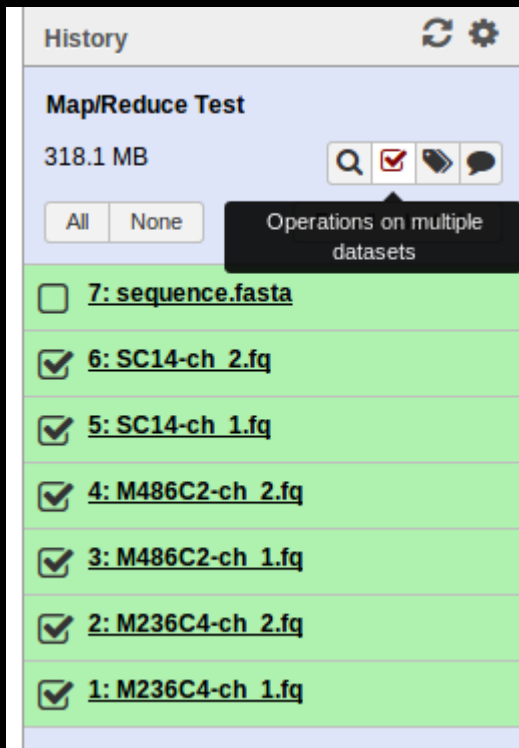 History
Map/Reduce Test
318.1 MB
All None
Operations on multiple
datasets
7: sequence.fasta
6: SC14-ch_2.fq
5: SC14-ch_1.fq
4: M486C2-ch_2.fq
3: M486C2-ch_1.fq
2: M236C4-ch_2.fq
1: M236C4-ch_1.fq